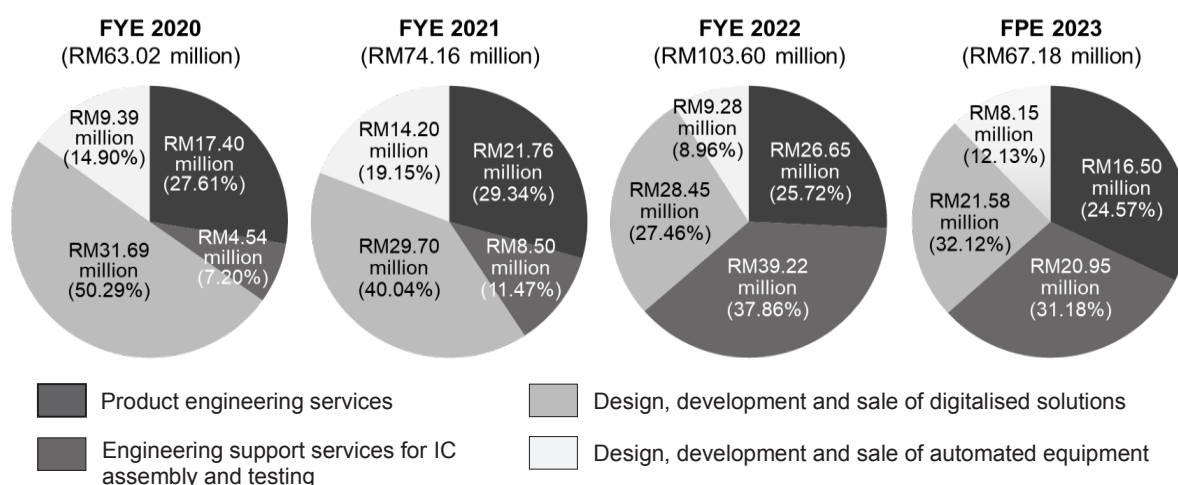 FYE 2020
(RM63.02 million)
RM9.39
million
(14.90%)
RM17.40
million
(27.61%)
RM4.54
million
(7.20%)
RM31.69
million
(50.29%)
FYE 2021
(RM74.16 million)
RM14.20
million
(19.15%)
RM21.76
million
(29.34%)
RM8.50
million
(11.47%)
RM29.70
million
(40.04%)
FYE 2022
(RM103.60 million)
RM9.28
million
(8.96%)
RM26.65
million
(25.72%)
RM28.45
million
(27.46%)
RM39.22
million
(37.86%)
FPE 2023
(RM67.18 million)
RM8.15
million
(12.13%)
RM16.50
million
(24.57%)
RM21.58
million
(32.12%)
RM20.95
million
(31.18%)
Product engineering services
Design, development and sale of digitalised solutions
Engineering support services for IC
assembly and testing
Design, development and sale of automated equipment